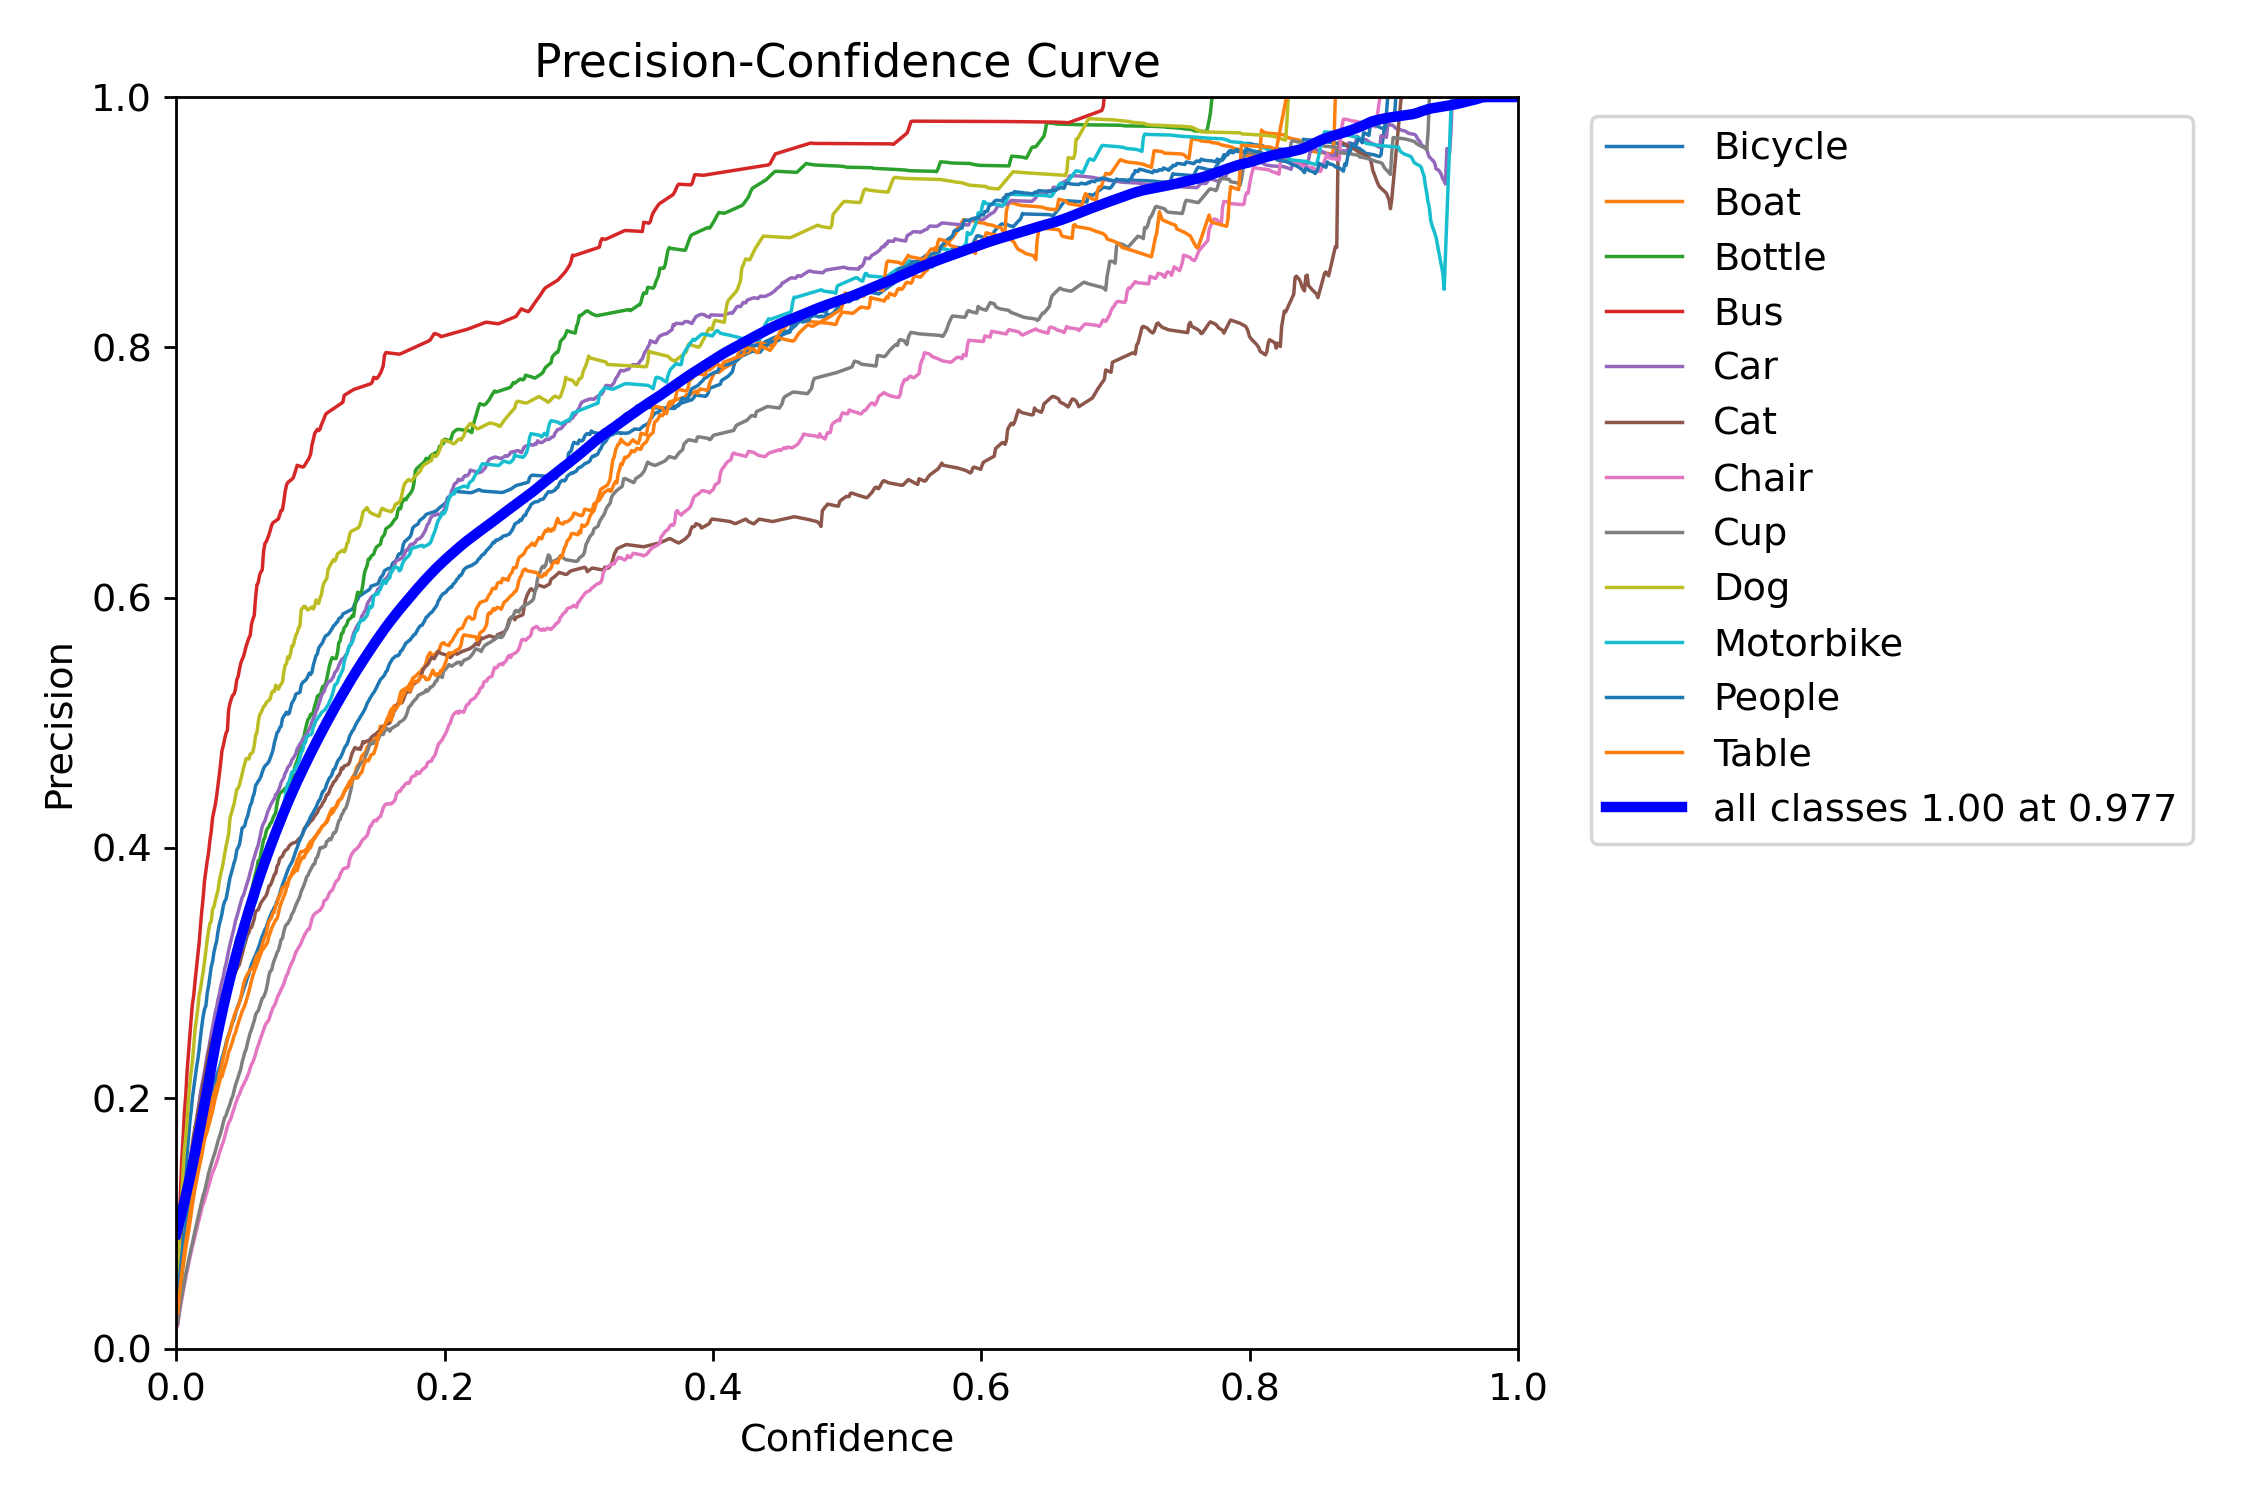 Precision-Confidence Curve
1.0
0.8
0.6
0.4
0.2
0.0
Precision
0.0 0.2 0.4 0.6 0.8 1.0
Confidence
Bicycle
Boat
Bottle
Bus
Car
Cat
Chair
Cup
Dog
Motorbike
People
Table
all classes 1.00 at 0.977